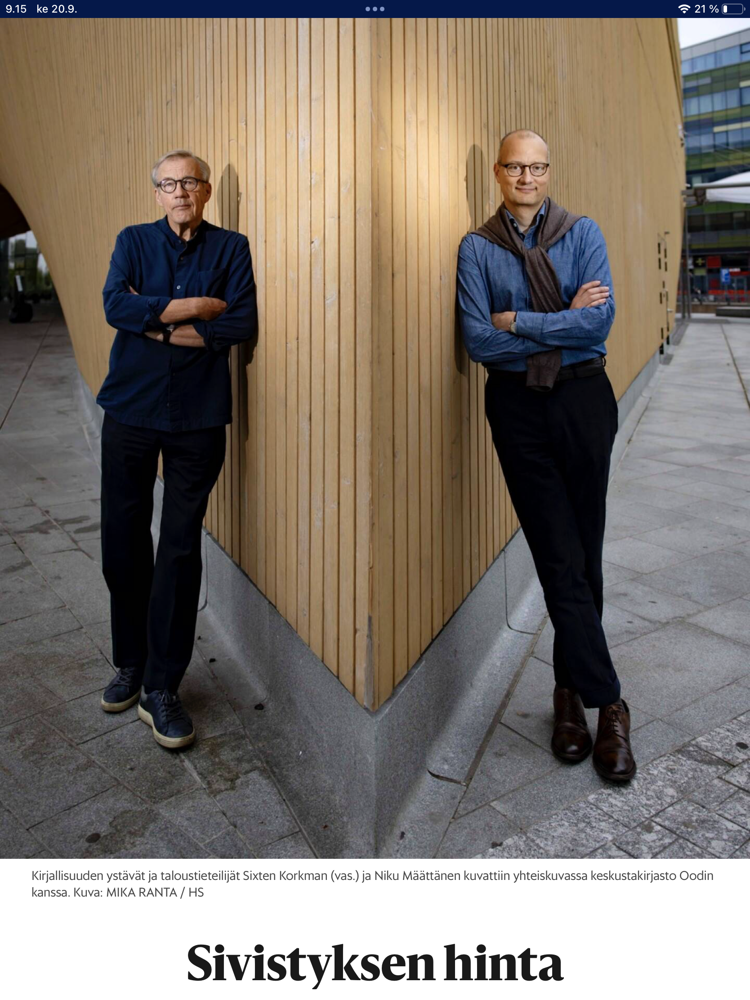 9.15 ke 20.9. 21 %
Kirjallisuuden ystävät ja taloustieteilijät Sixten Korkman (vas.) ja Niku Määttänen kuvattiin yhteiskuvassa keskustakirjasto Oodin
kanssa. Kuva: MIKA RANTA / HS
Sivistyksen hinta